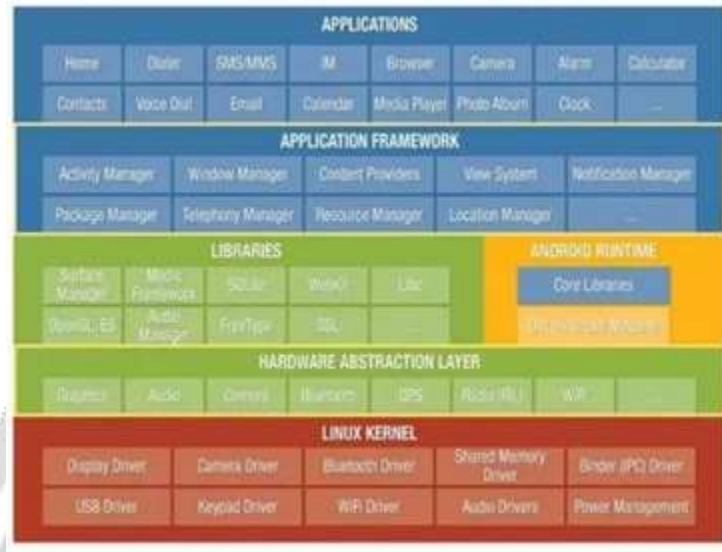 APPLICATIONS
Home Dialer SMS/MMS IM Browser Camera Alarm Calculator
Contacts Voice Dial Email Calendar Media Player Photo Album Clock ...
APPLICATION FRAMEWORK
Activity Manager Window Manager Content Providers View System Notification Manager
Package Manager Telephony Manager Resource Manager Location Manager ...
LIBRARIES ANDROID RUNTIME
Surface Manager Media Framework SQLite WebKit Libc Core Libraries
OpenGL ES Audio Manager FreeType SSL ...
HARDWARE ABSTRACTION LAYER
Graphics Audio Camera Bluetooth GPS Radio (RIL) WiFi ...
LINUX KERNEL
Display Driver Camera Driver Bluetooth Driver Shared Memory Driver Binder (IPC) Driver
USB Driver Keypad Driver WiFi Driver Audio Drivers Power Management